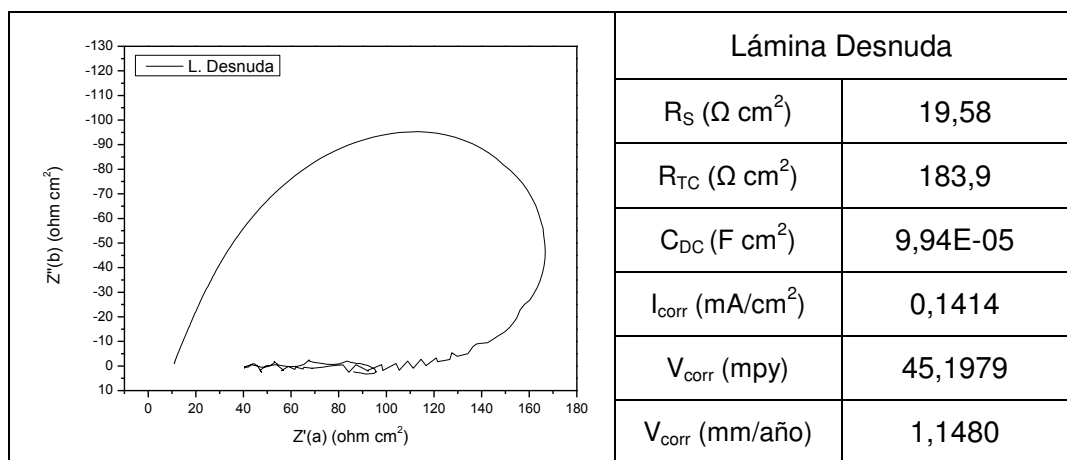 -130
-120
-110
-100
-90
-80
-70
-60
-50
-40
-30
-20
-10
0
10
Z''(b) (ohm cm²)
L. Desnuda
0 20 40 60 80 100 120 140 160 180
Z'(a) (ohm cm²)
Lámina Desnuda
R_S (Ω cm²) 19,58
R_TC (Ω cm²) 183,9
C_DC (F cm²) 9,94E-05
I_corr (mA/cm²) 0,1414
V_corr (mpy) 45,1979
V_corr (mm/año) 1,1480